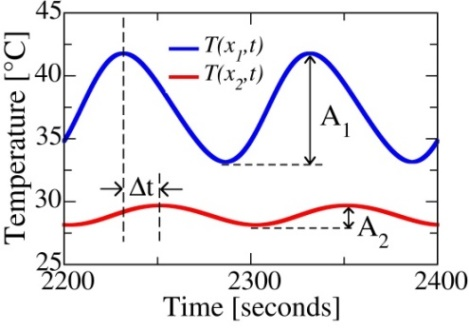 45
T(x₁,t)
T(x₂,t)
40
A₁
35
30
Δt
A₂
25
2200
2300
2400
Time [seconds]
Temperature [°C]